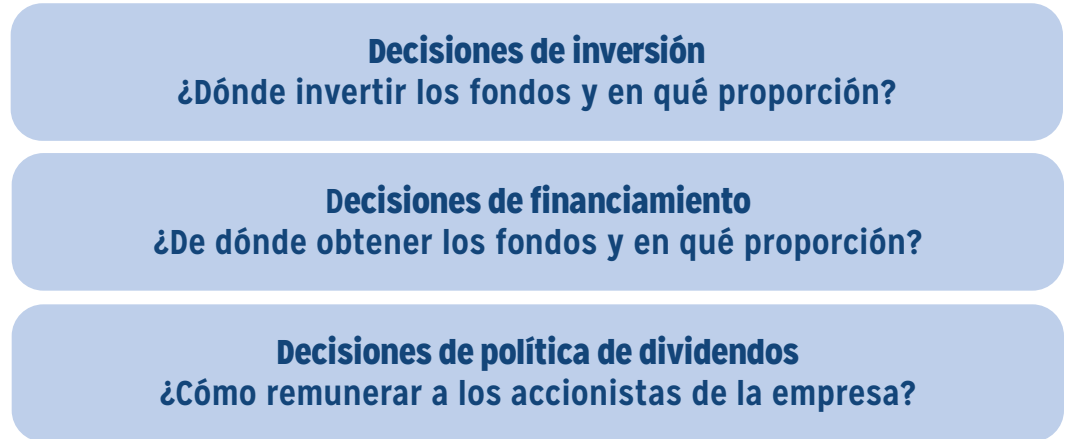 Decisiones de inversión
¿Dónde invertir los fondos y en qué proporción?
Decisiones de financiamiento
¿De dónde obtener los fondos y en qué proporción?
Decisiones de política de dividendos
¿Cómo remunerar a los accionistas de la empresa?